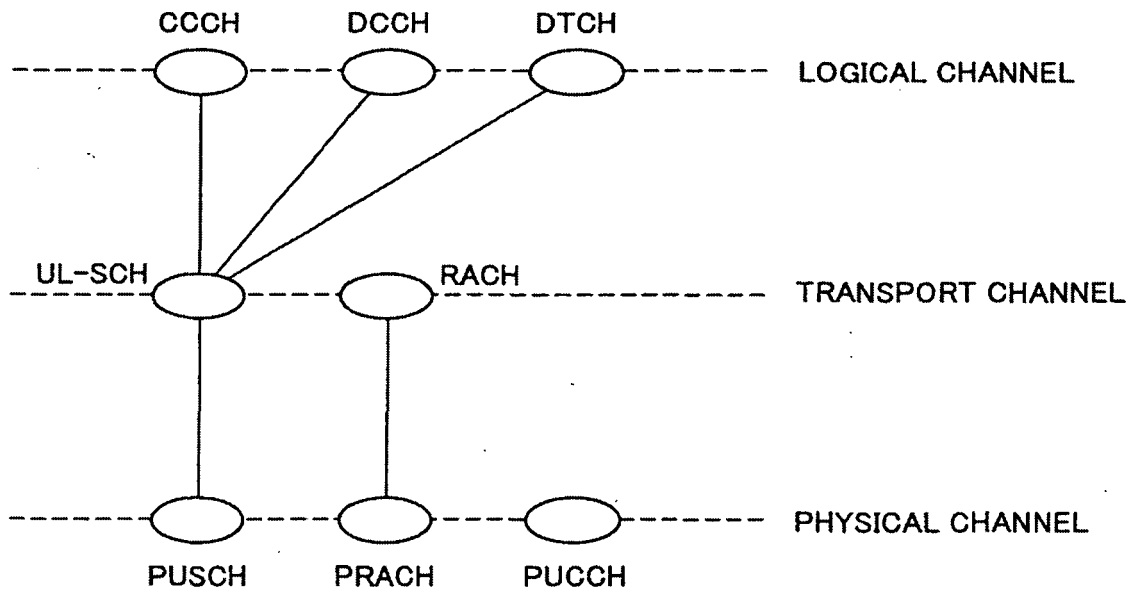 CCCH DCCH DTCH
LOGICAL CHANNEL
UL-SCH RACH
TRANSPORT CHANNEL
PHYSICAL CHANNEL
PUSCH PRACH PUCCH